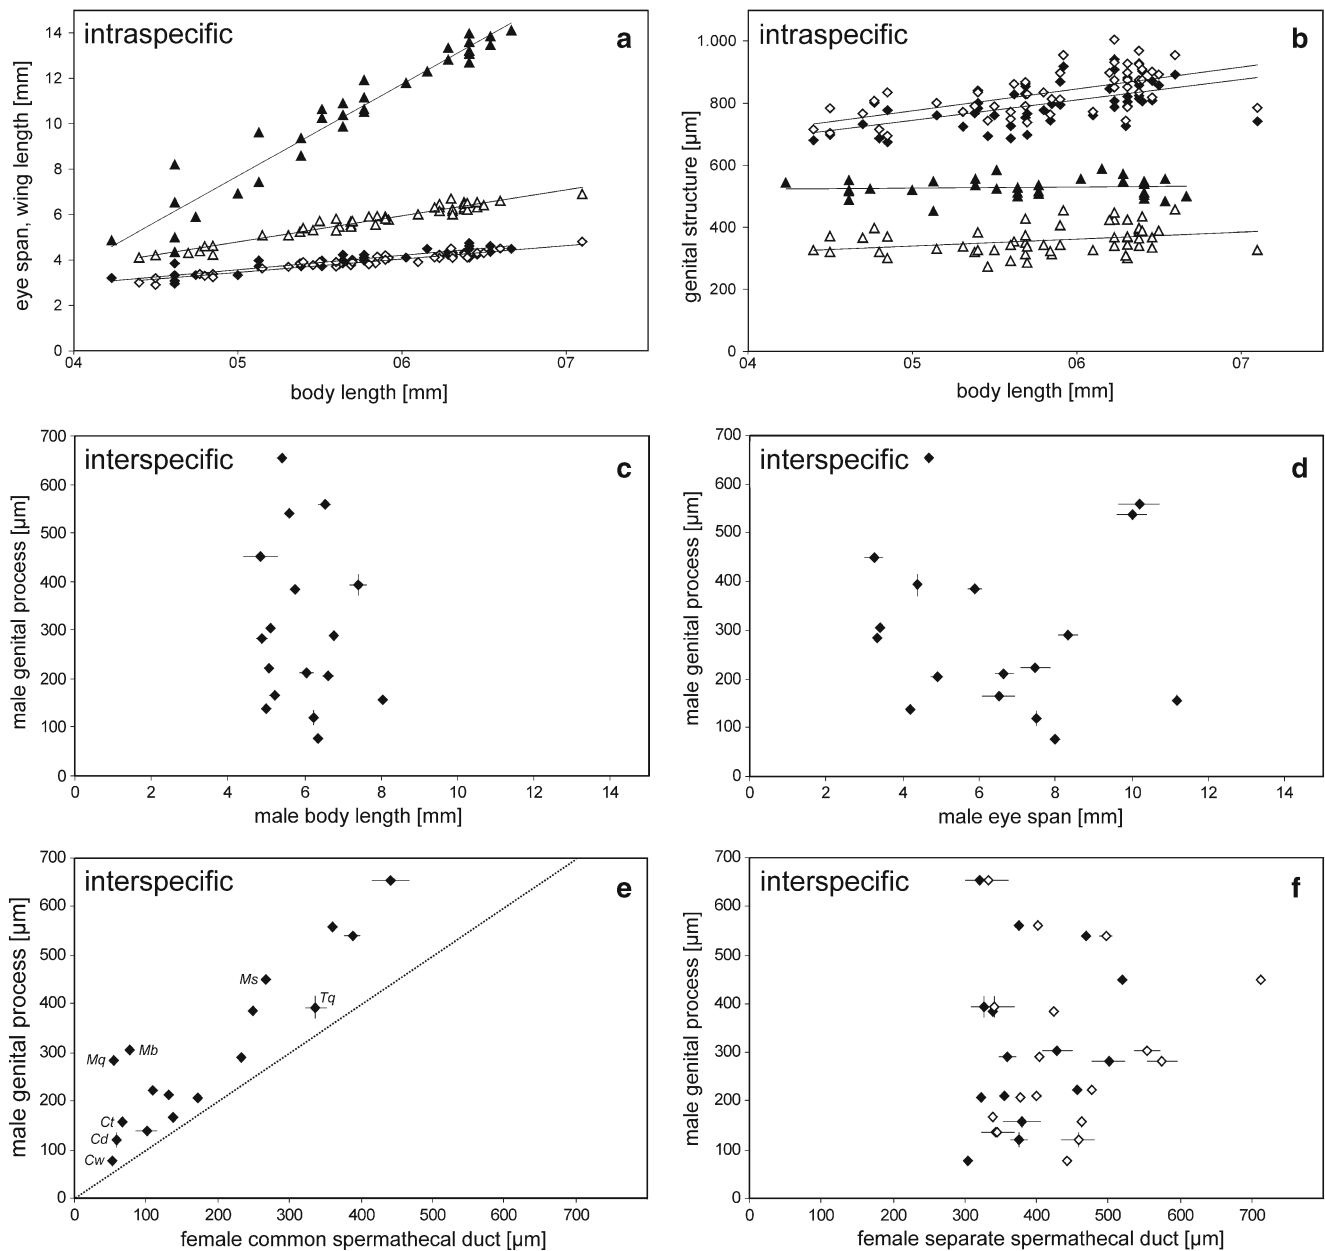 intraspecific
a
eye span, wing length [mm]
14
12
10
8
6
4
2
0
04
05
06
07
body length [mm]
intraspecific
b
genital structure [µm]
1.000
800
600
400
200
0
04
05
06
07
body length [mm]
interspecific
c
male genital process [µm]
700
600
500
400
300
200
100
0
0
2
4
6
8
10
12
14
male body length [mm]
interspecific
d
male genital process [µm]
700
600
500
400
300
200
100
0
0
2
4
6
8
10
12
14
male eye span [mm]
interspecific
e
male genital process [µm]
700
600
500
400
300
200
100
0
Ms
Tq
Mq
Mb
Ct
Cd
Cw
0
100
200
300
400
500
600
700
female common spermathecal duct [µm]
interspecific
f
male genital process [µm]
700
600
500
400
300
200
100
0
0
100
200
300
400
500
600
700
female separate spermathecal duct [µm]